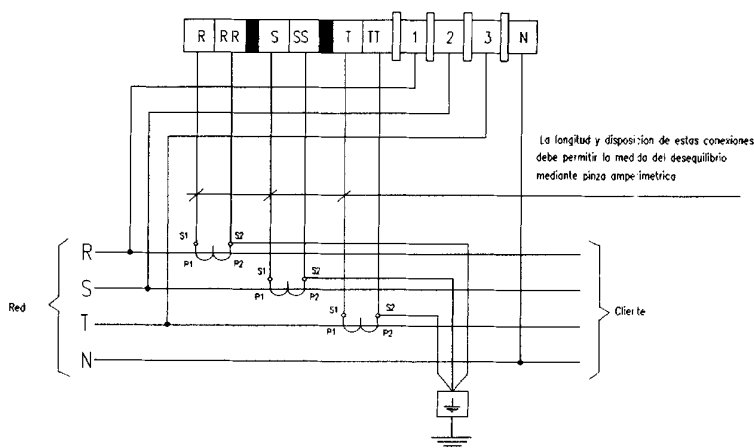 R RR S SS T TT 1 2 3 N
La longitud y disposicion de estas conexiones
debe permitir la medida del desequilibrio
mediante pinza amperimetrica
S1 S2
R
P1 P2
S1 S2
S
P1 P2
Red
S1 S2
Cliente
T
P1 P2
N